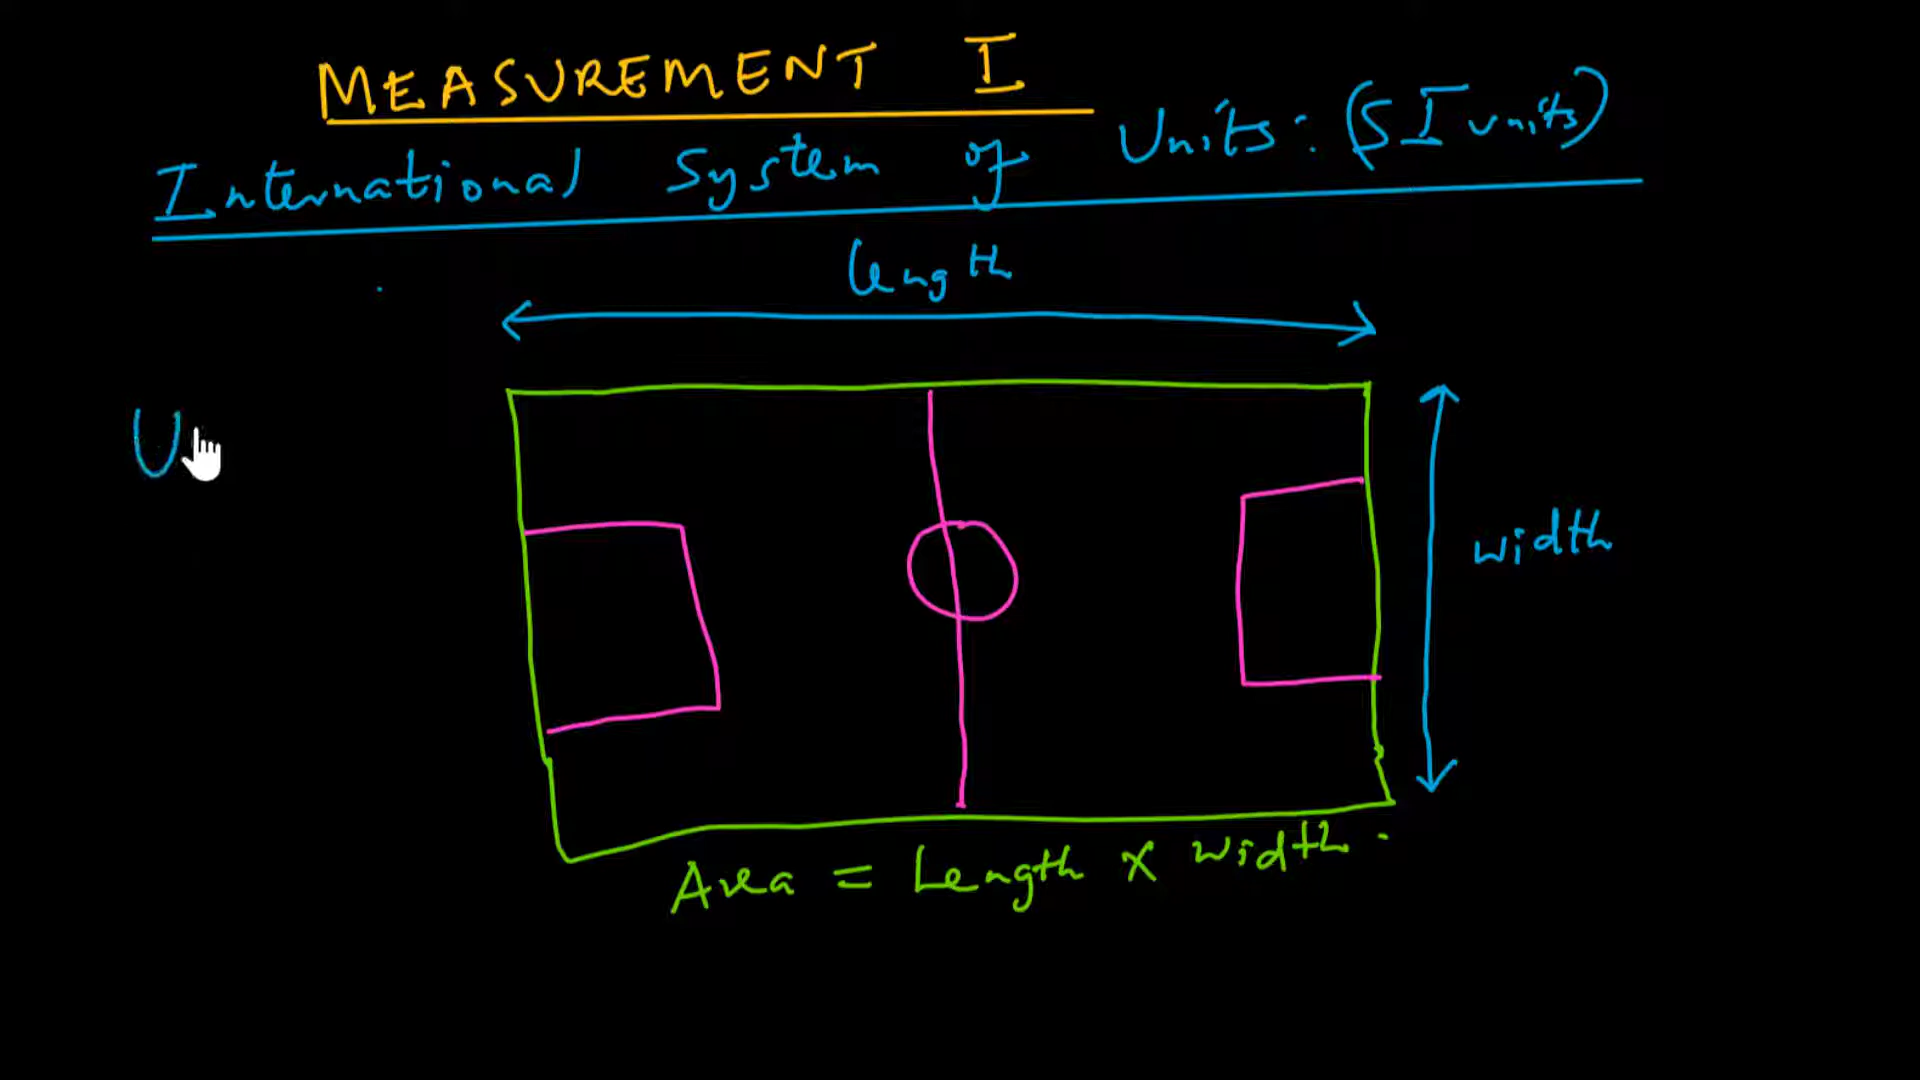 MEASUREMENT I
International System of Units: (SI units)
length
U
width
Area = Length x width.